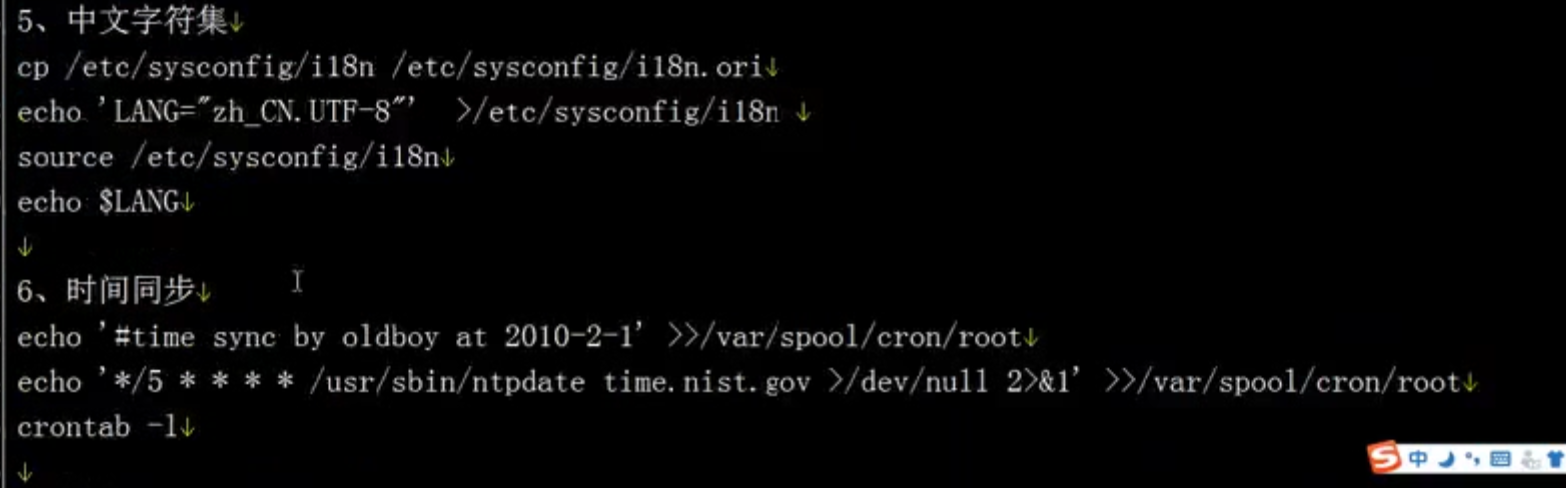 5、中文字符集↓
cp /etc/sysconfig/i18n /etc/sysconfig/i18n.ori↓
echo 'LANG="zh_CN.UTF-8"'  >/etc/sysconfig/i18n ↓
source /etc/sysconfig/i18n↓
echo $LANG↓
↓
6、时间同步↓
echo '#time sync by oldboy at 2010-2-1' >>/var/spool/cron/root↓
echo '*/5 * * * * /usr/sbin/ntpdate time.nist.gov >/dev/null 2>&1' >>/var/spool/cron/root↓
crontab -l↓
↓
S 中